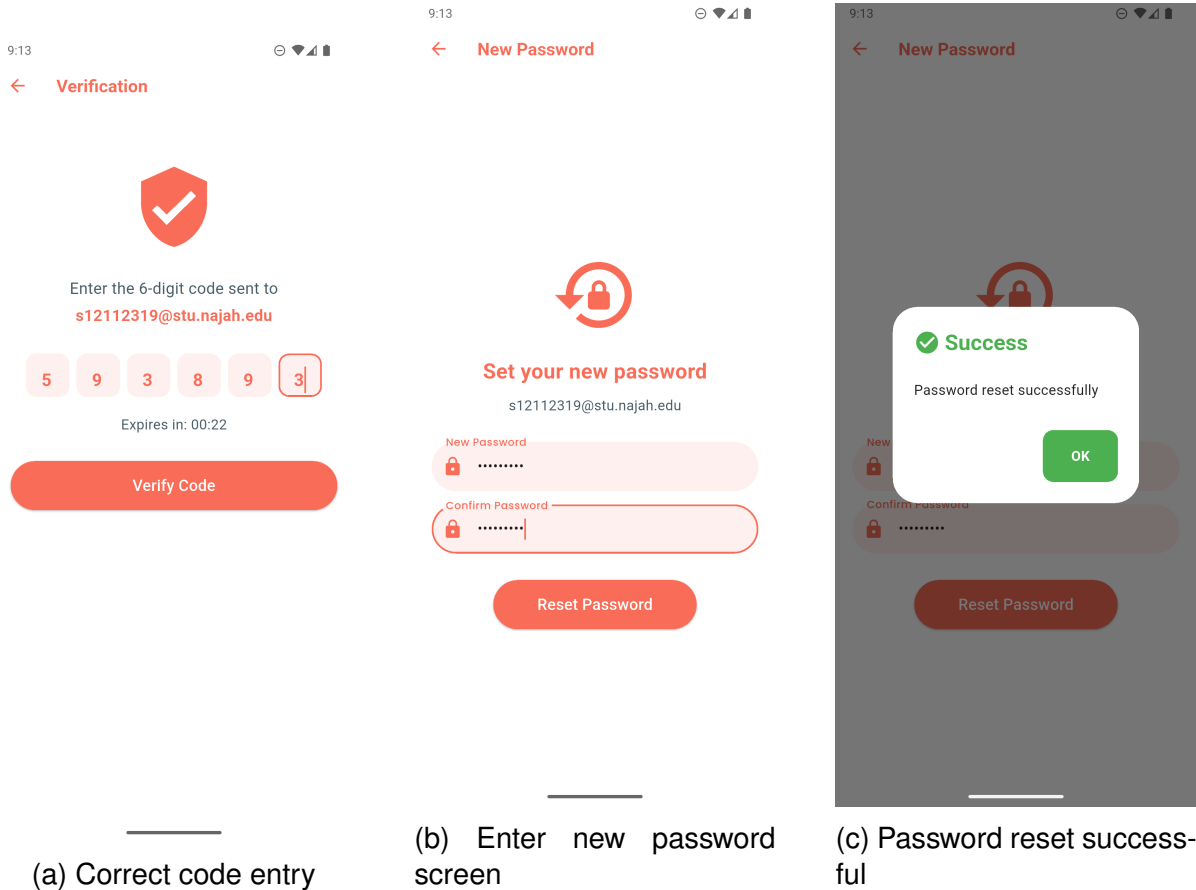 9:13
Verification
Enter the 6-digit code sent to
s12112319@stu.najah.edu
5 9 3 8 9 3
Expires in: 00:22
Verify Code
(a) Correct code entry
9:13
New Password
Set your new password
s12112319@stu.najah.edu
New Password
•••••••••
Confirm Password
•••••••••
Reset Password
(b) Enter new password
screen
9:13
New Password
Success
Password reset successfully
OK
New
Confirm Password
•••••••••
Reset Password
(c) Password reset success-
ful